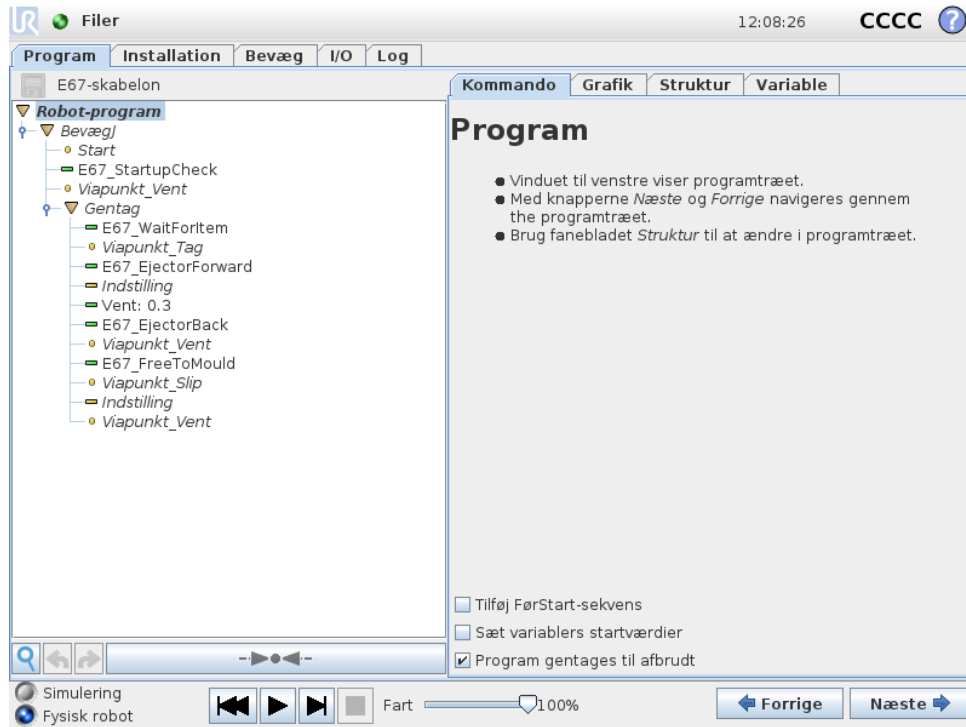 UR Filer 12:08:26 CCCC ?
Program Installation Bevæg I/O Log
E67-skabelon
Kommando Grafik Struktur Variable
Robot-program
BevægJ
Start
E67_StartupCheck
Viapunkt_Vent
Gentag
E67_WaitForItem
Viapunkt_Tag
E67_EjectorForward
Indstilling
Vent: 0.3
E67_EjectorBack
Viapunkt_Vent
E67_FreeToMould
Viapunkt_Slip
Indstilling
Viapunkt_Vent
Program
Vinduet til venstre viser programtræet.
Med knapperne Næste og Forrige navigeres gennem
the programtræet.
Brug fanebladet Struktur til at ændre i programtræet.
Tilføj FørStart-sekvens
Sæt variablers startværdier
Program gentages til afbrudt
Simulering
Fysisk robot
Fart 100%
Forrige Næste